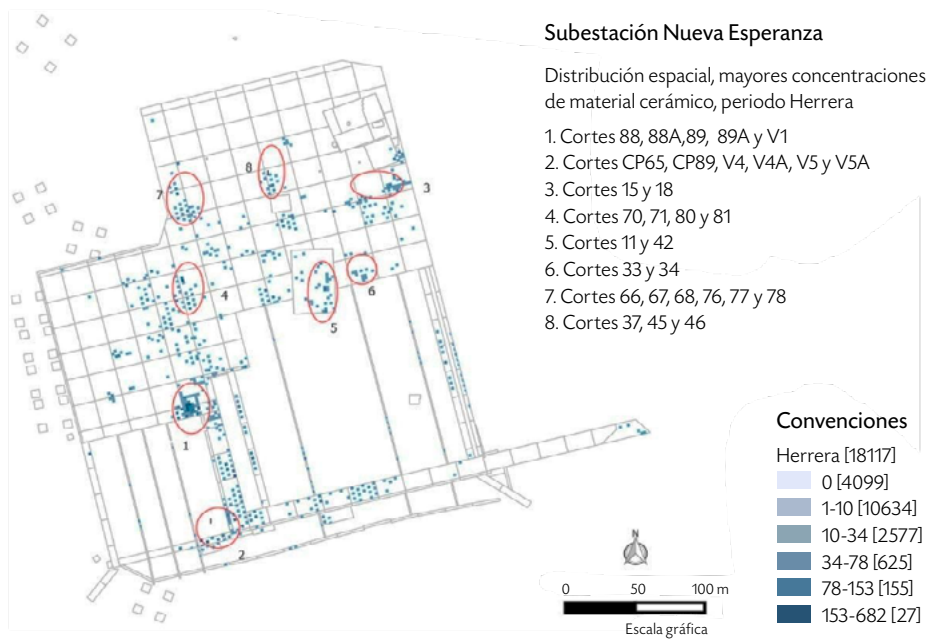 Subestación Nueva Esperanza
Distribución espacial, mayores concentraciones
de material cerámico, periodo Herrera
1. Cortes 88, 88A,89, 89A y V1
2. Cortes CP65, CP89, V4, V4A, V5 y V5A
3. Cortes 15 y 18
4. Cortes 70, 71, 80 y 81
5. Cortes 11 y 42
6. Cortes 33 y 34
7. Cortes 66, 67, 68, 76, 77 y 78
8. Cortes 37, 45 y 46
8
7
3
4
6
5
1
2
Convenciones
Herrera [18117]
0 [4099]
1-10 [10634]
10-34 [2577]
34-78 [625]
78-153 [155]
153-682 [27]
N
0 50 100 m
Escala gráfica